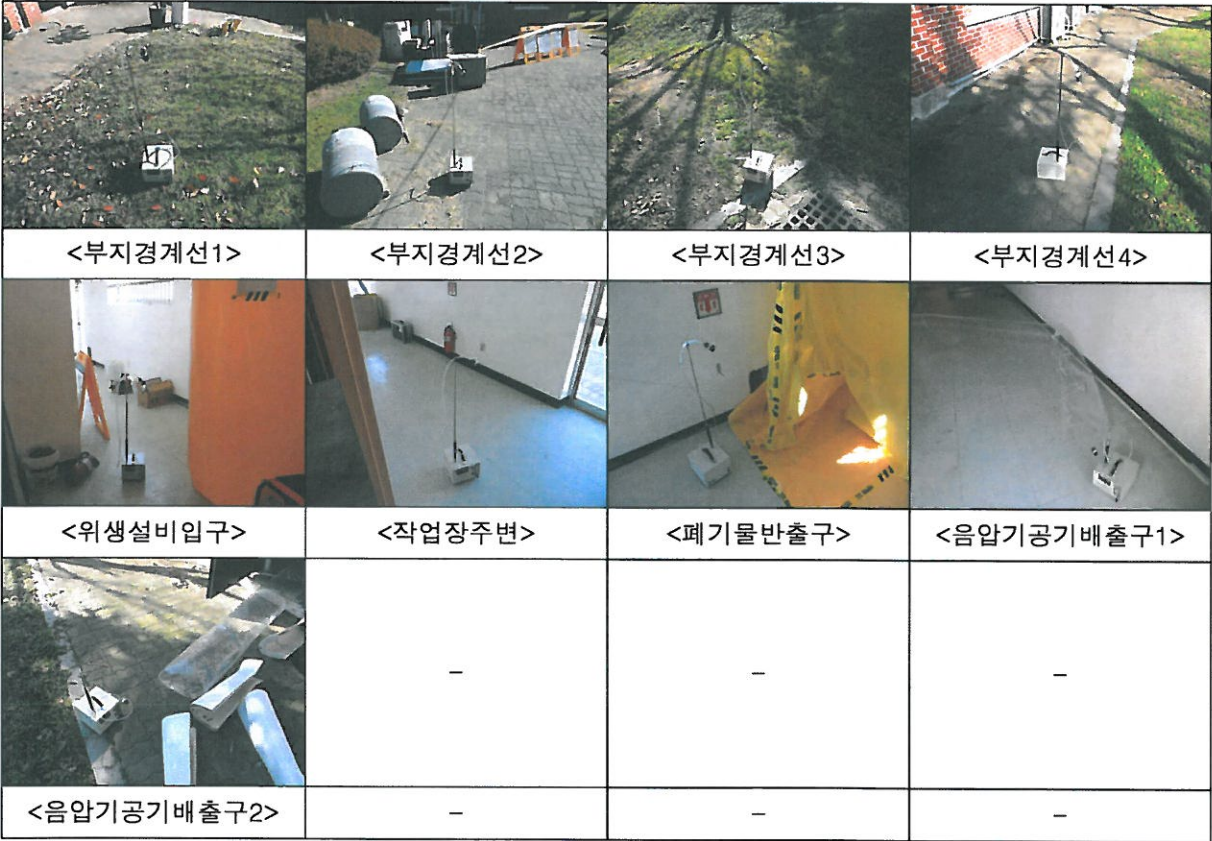 <부지경계선1> <부지경계선2> <부지경계선3> <부지경계선4>
<위생설비입구> <작업장주변> <폐기물반출구> <음압기공기배출구1>
– – –
<음압기공기배출구2> – – –